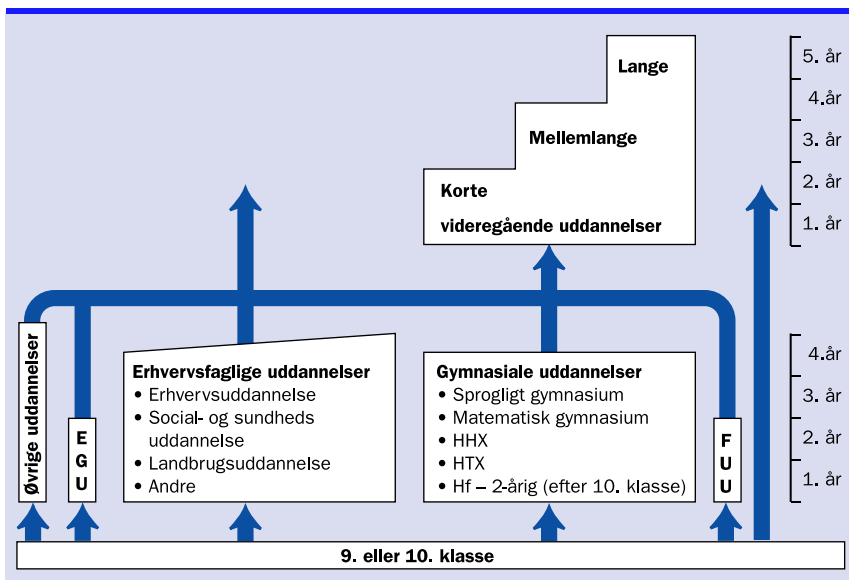 Lange
Mellemlange
Korte
videregående uddannelser
5. år
4.år
3. år
2. år
1. år
Øvrige uddannelser
E
G
U
Erhvervsfaglige uddannelser
• Erhvervsuddannelse
• Social- og sundheds
uddannelse
• Landbrugsuddannelse
• Andre
Gymnasiale uddannelser
• Sprogligt gymnasium
• Matematisk gymnasium
• HHX
• HTX
• Hf – 2-årig (efter 10. klasse)
F
U
U
4.år
3. år
2. år
1. år
9. eller 10. klasse